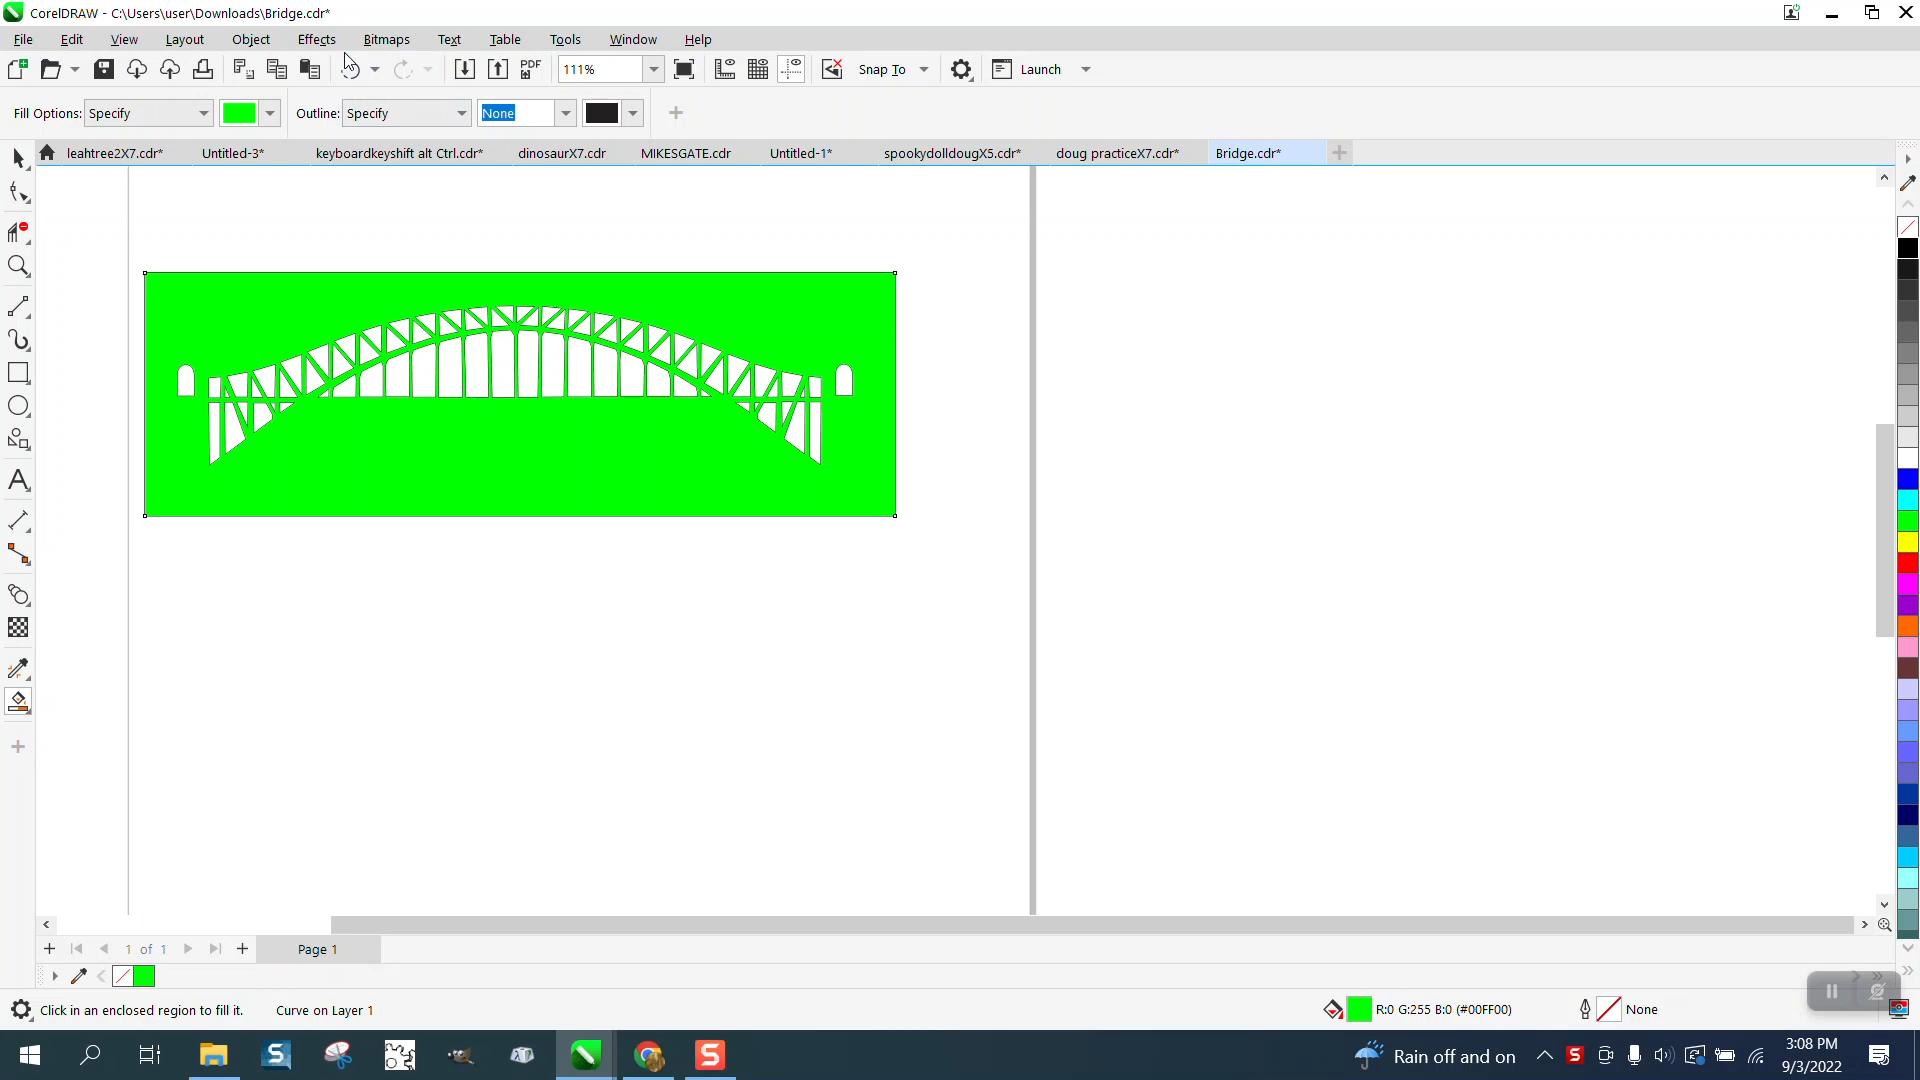 CorelDRAW - C:\Users\user\Downloads\Bridge.cdr*
File Edit View Layout Object Effects Bitmaps Text Table Tools Window Help
PDF 111% Snap To Launch
Fill Options: Specify Outline: Specify None
leahtree2X7.cdr* Untitled-3* keyboardkeyshift alt Ctrl.cdr* dinosaurX7.cdr MIKESGATE.cdr Untitled-1* spookydolldougX5.cdr* doug practiceX7.cdr* Bridge.cdr*
1 of 1 Page 1
Click in an enclosed region to fill it. Curve on Layer 1 R:0 G:255 B:0 (#00FF00) None
Rain off and on 3:08 PM
9/3/2022